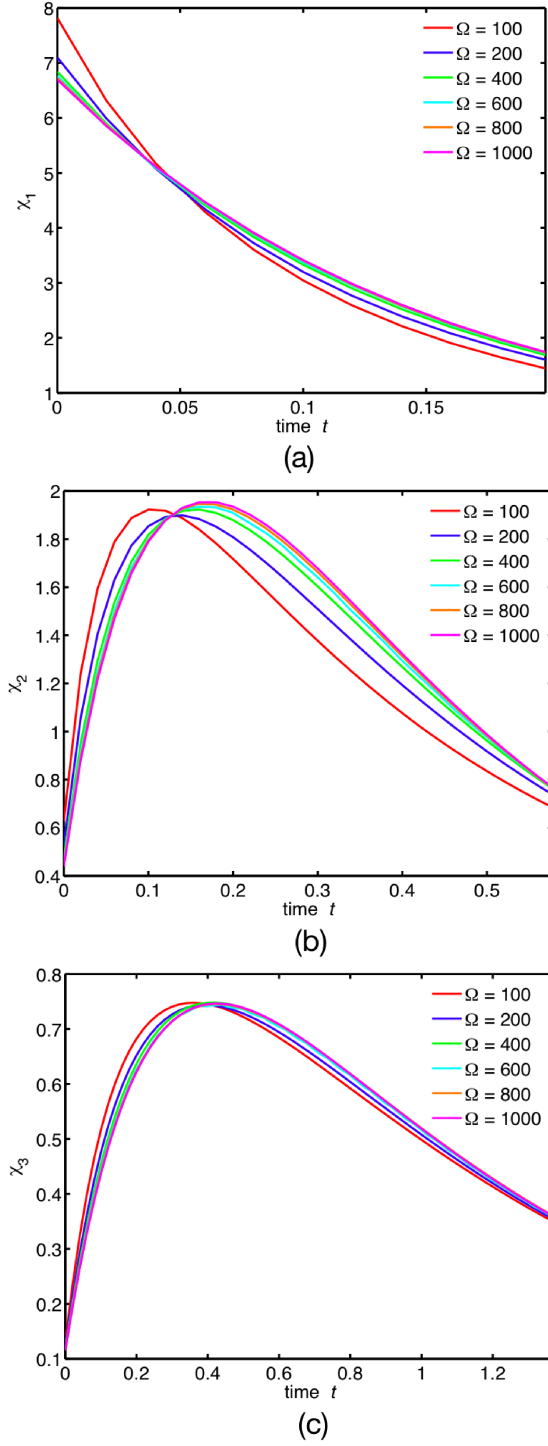 8
7
6
5
4
3
2
1
χ1
Ω = 100
Ω = 200
Ω = 400
Ω = 600
Ω = 800
Ω = 1000
0 0.05 0.1 0.15
time t
(a)
2
1.8
1.6
1.4
1.2
1
0.8
0.6
0.4
χ2
Ω = 100
Ω = 200
Ω = 400
Ω = 600
Ω = 800
Ω = 1000
0 0.1 0.2 0.3 0.4 0.5
time t
(b)
0.8
0.7
0.6
0.5
0.4
0.3
0.2
0.1
χ3
Ω = 100
Ω = 200
Ω = 400
Ω = 600
Ω = 800
Ω = 1000
0 0.2 0.4 0.6 0.8 1 1.2
time t
(c)